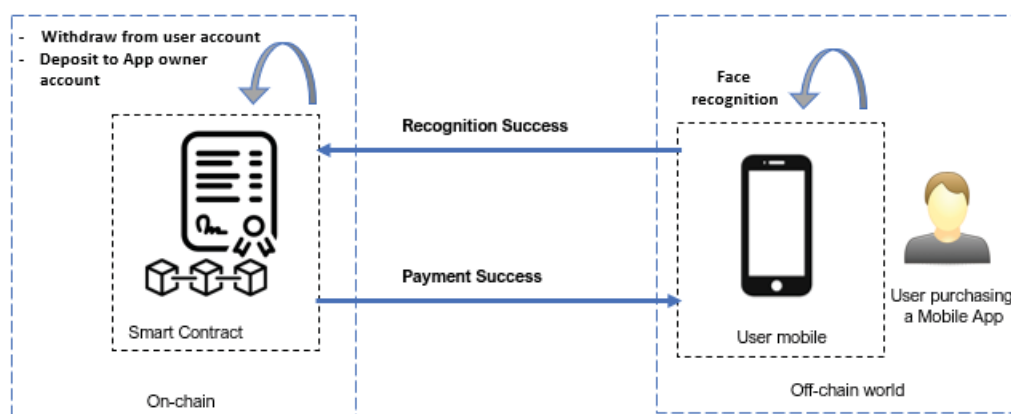 - Withdraw from user account
- Deposit to App owner
account
Face
recognition
Recognition Success
Payment Success
Smart Contract
User mobile
User purchasing
a Mobile App
On-chain
Off-chain world